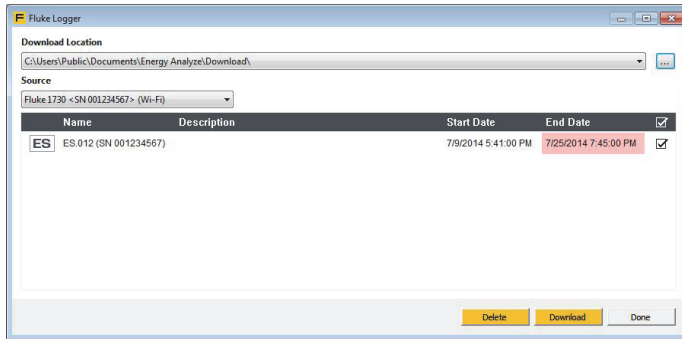 F Fluke Logger
Download Location
C:\Users\Public\Documents\Energy Analyze\Download\
...
Source
Fluke 1730 <SN 001234567> (Wi-Fi)
Name Description Start Date End Date
ES ES.012 (SN 001234567) 7/9/2014 5:41:00 PM 7/25/2014 7:45:00 PM
Delete Download Done